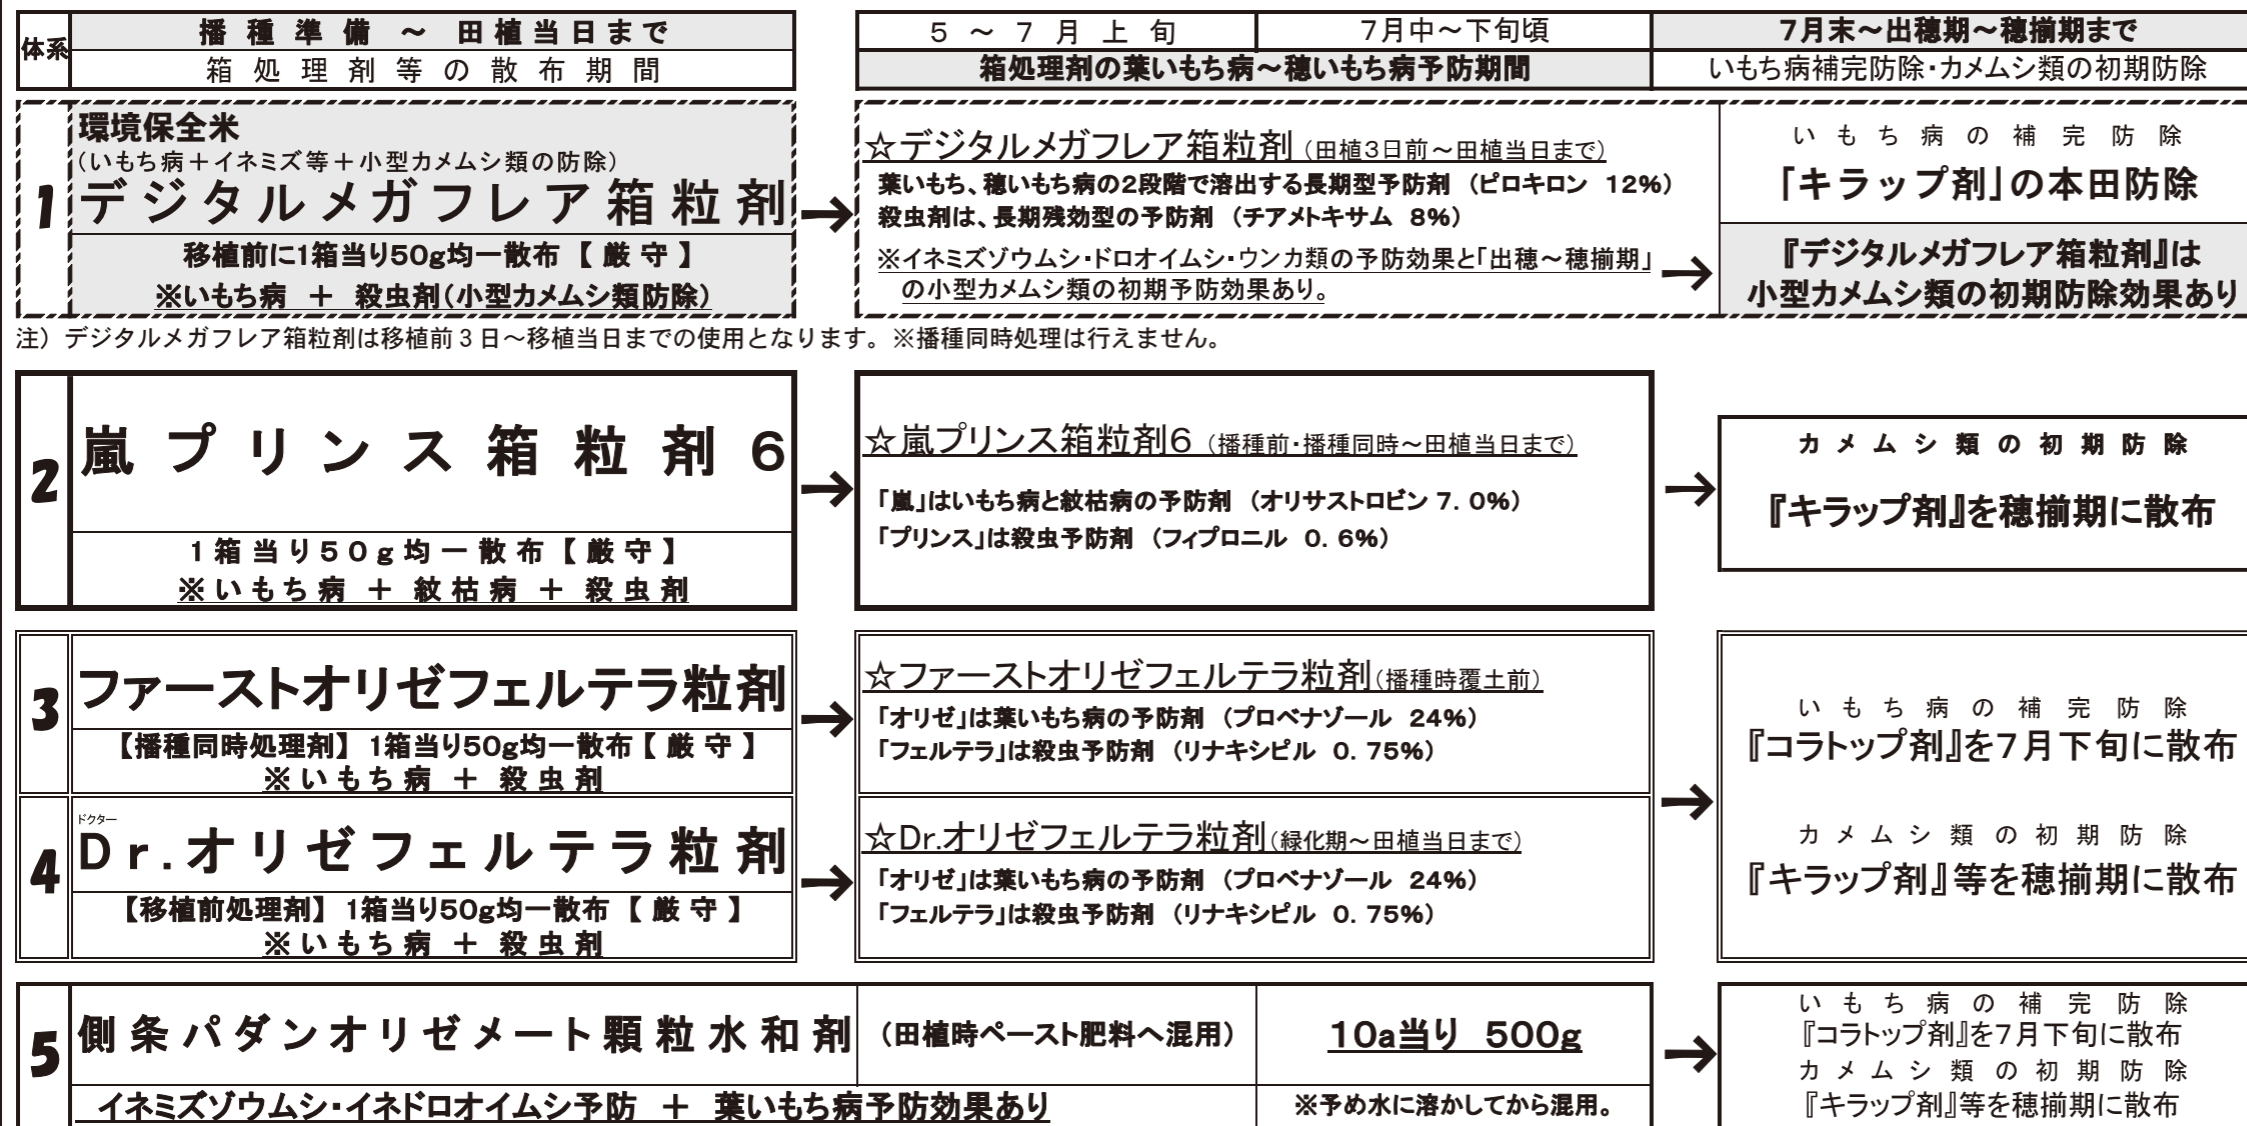 体系
播種準備～田植当日まで
箱処理剤等の散布期間
5～7月上旬
7月中～下旬頃
7月末～出穂期～穂揃期まで
箱処理剤の葉いもち病～穂いもち病予防期間
いもち病補完防除・カメムシ類の初期防除
1
環境保全米
（いもち病＋イネミズ等＋小型カメムシ類の防除）
デジタルメガフレア箱粒剤
移植前に1箱当り50g均一散布【厳守】
※いもち病 ＋ 殺虫剤(小型カメムシ類防除)
→
☆デジタルメガフレア箱粒剤（田植3日前～田植当日まで）
葉いもち、穂いもち病の2段階で溶出する長期型予防剤 （ピロキロン 12%）
殺虫剤は、長期残効型の予防剤 （チアメトキサム 8%）
※イネミズゾウムシ・ドロオイムシ・ウンカ類の予防効果と「出穂～穂揃期」
の小型カメムシ類の初期予防効果あり。
→
いもち病の補完防除
「キラップ剤」の本田防除
『デジタルメガフレア箱粒剤』は
小型カメムシ類の初期防除効果あり
注）デジタルメガフレア箱粒剤は移植前3日～移植当日までの使用となります。※播種同時処理は行えません。
2
嵐プリンス箱粒剤6
1箱当り50g均一散布【厳守】
※いもち病 ＋ 紋枯病 ＋ 殺虫剤
→
☆嵐プリンス箱粒剤6（播種前・播種同時～田植当日まで）
「嵐」はいもち病と紋枯病の予防剤 （オリサストロビン 7．0%）
「プリンス」は殺虫予防剤 （フィプロニル 0．6%）
→
カメムシ類の初期防除
『キラップ剤』を穂揃期に散布
3
ファーストオリゼフェルテラ粒剤
【播種同時処理剤】 1箱当り50g均一散布【厳守】
※いもち病 ＋ 殺虫剤
→
☆ファーストオリゼフェルテラ粒剤（播種時覆土前）
「オリゼ」は葉いもち病の予防剤 （プロベナゾール 24%）
「フェルテラ」は殺虫予防剤 （リナキシピル 0．75%）
4
ドクター
Dr.オリゼフェルテラ粒剤
【移植前処理剤】 1箱当り50g均一散布【厳守】
※いもち病 ＋ 殺虫剤
→
☆Dr.オリゼフェルテラ粒剤（緑化期～田植当日まで）
「オリゼ」は葉いもち病の予防剤 （プロベナゾール 24%）
「フェルテラ」は殺虫予防剤 （リナキシピル 0．75%）
→
いもち病の補完防除
『コラトップ剤』を7月下旬に散布
カメムシ類の初期防除
『キラップ剤』等を穂揃期に散布
5
側条パダンオリゼメート顆粒水和剤
（田植時ペースト肥料へ混用）
10a当り 500g
イネミズゾウムシ・イネドロオイムシ予防 ＋ 葉いもち病予防効果あり
※予め水に溶かしてから混用。
→
いもち病の補完防除
『コラトップ剤』を7月下旬に散布
カメムシ類の初期防除
『キラップ剤』等を穂揃期に散布